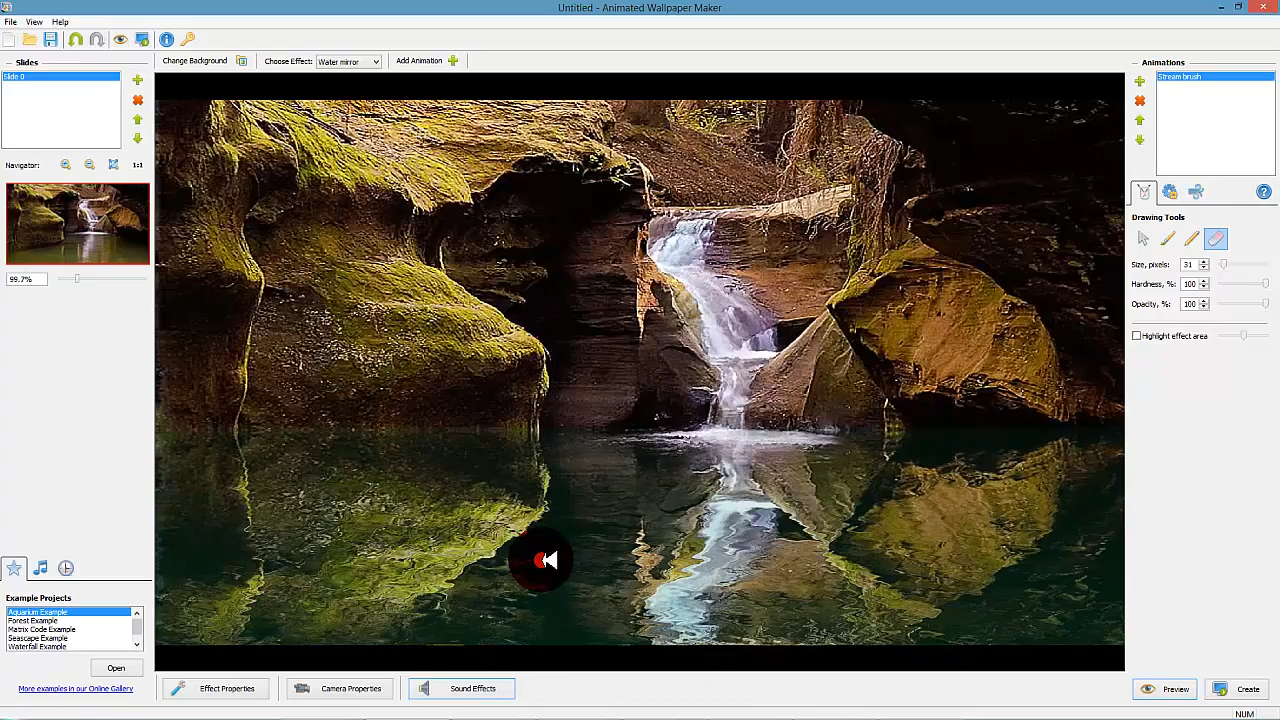 Untitled - Animated Wallpaper Maker
File View Help
Slides
Slide 0
Navigator:
1:1
99.7%
Example Projects
Aquarium Example
Forest Example
Matrix Code Example
Seascape Example
Waterfall Example
Open
More examples in our Online Gallery
Change Background
Choose Effect: Water mirror
Add Animation
Effect Properties
Camera Properties
Sound Effects
Animations
Stream brush
Drawing Tools
Size, pixels: 31
Hardness, %: 100
Opacity, %: 100
Highlight effect area
Preview
Create
NUM